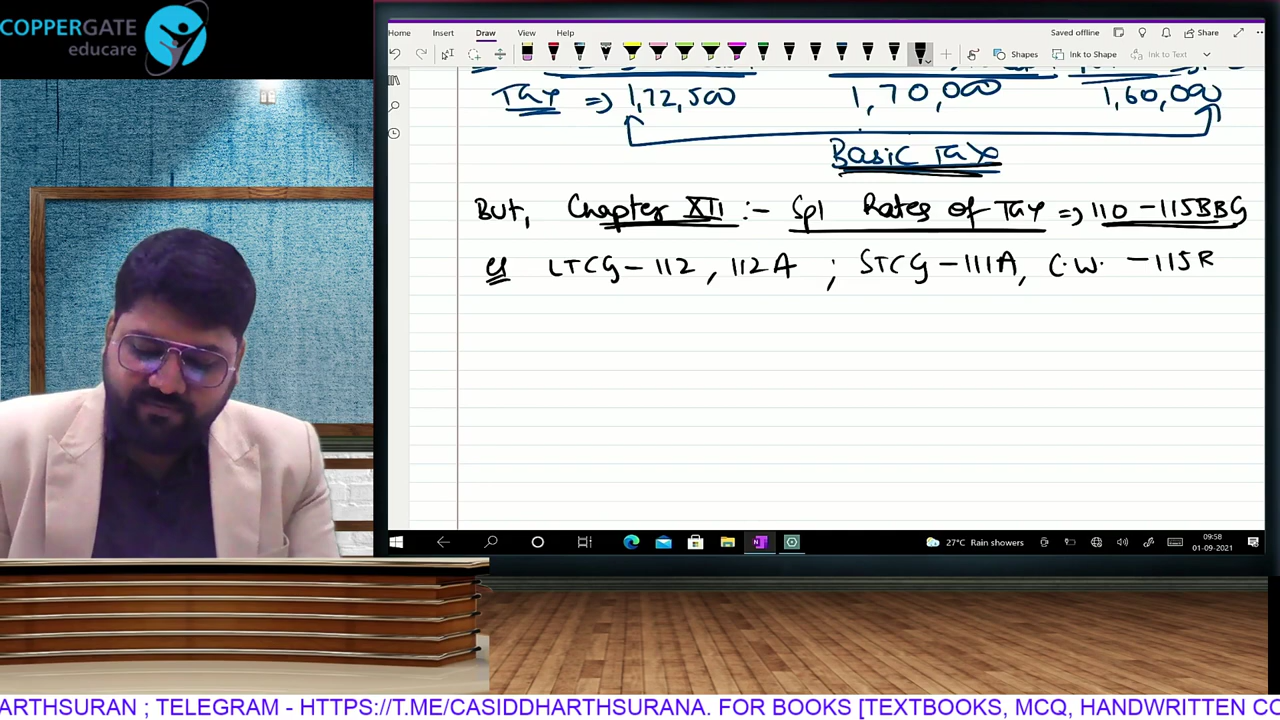 COPPERGATE
educare
Home Insert Draw View Help
Saved offline Share
Shapes Ink to Shape Ink to Text
Tax => 1,72,500 1,70,000 1,60,000
Basic Tax
But, Chapter XII :- Spl Rates of Tax => 110 - 115BBG
LTCG - 112, 112A ; STCG - 111A, C.W. - 115R
27°C Rain showers
09:58
01-09-2021
ARTHSURAN ; TELEGRAM - HTTPS://T.ME/CASIDDHARTHSURANA. FOR BOOKS [TEXTBOOKS, MCQ, HANDWRITTEN CO